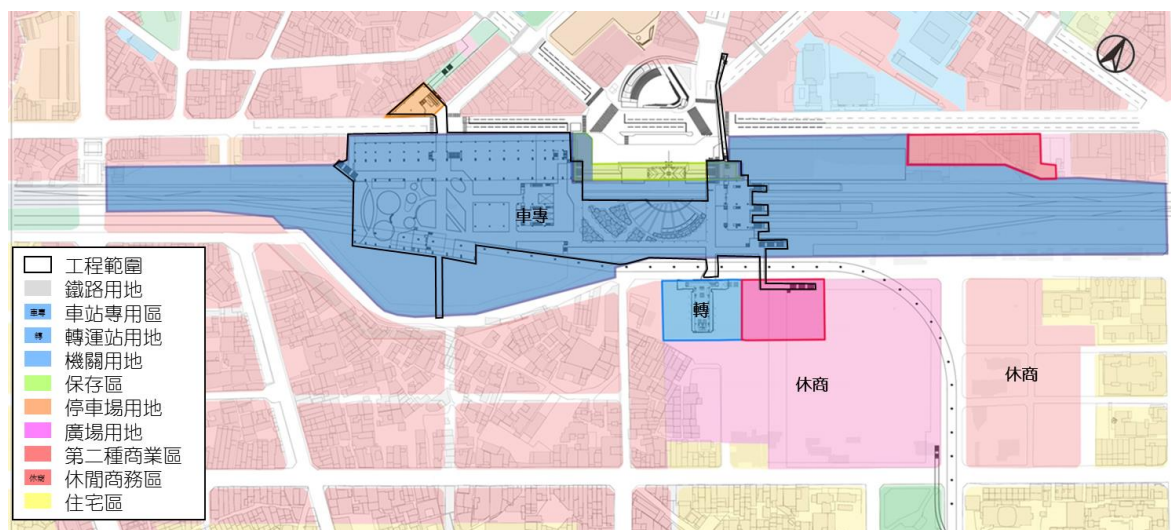 車專
轉
休商
休商
工程範圍
鐵路用地
車專 車站專用區
轉 轉運站用地
機關用地
保存區
停車場用地
廣場用地
第二種商業區
休商 休閒商務區
住宅區